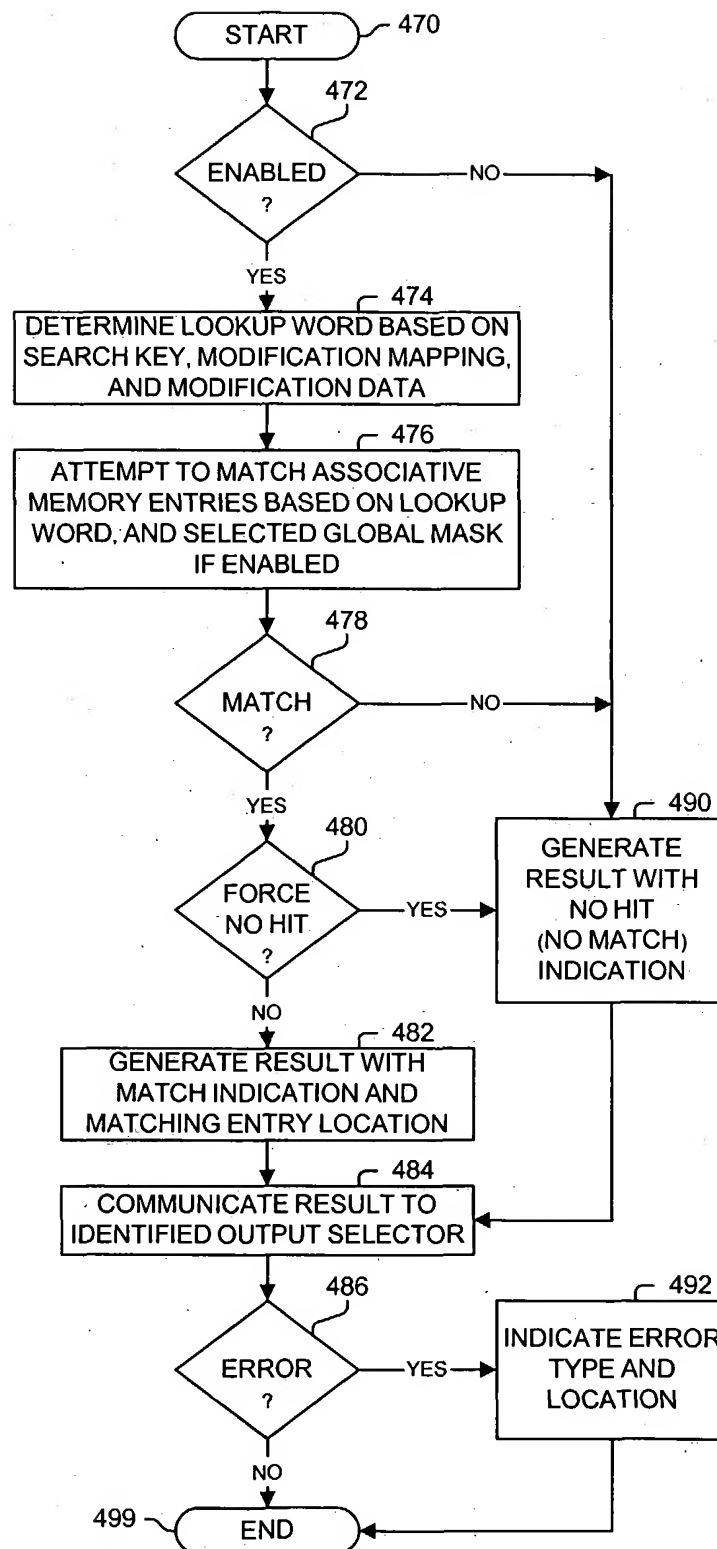 START
470
472
ENABLED
?
NO
YES
474
DETERMINE LOOKUP WORD BASED ON
SEARCH KEY, MODIFICATION MAPPING,
AND MODIFICATION DATA
476
ATTEMPT TO MATCH ASSOCIATIVE
MEMORY ENTRIES BASED ON LOOKUP
WORD, AND SELECTED GLOBAL MASK
IF ENABLED
478
MATCH
?
NO
YES
480
FORCE
NO HIT
?
YES
490
GENERATE
RESULT WITH
NO HIT
(NO MATCH)
INDICATION
NO
482
GENERATE RESULT WITH
MATCH INDICATION AND
MATCHING ENTRY LOCATION
484
COMMUNICATE RESULT TO
IDENTIFIED OUTPUT SELECTOR
486
ERROR
?
YES
492
INDICATE ERROR
TYPE AND
LOCATION
NO
499
END